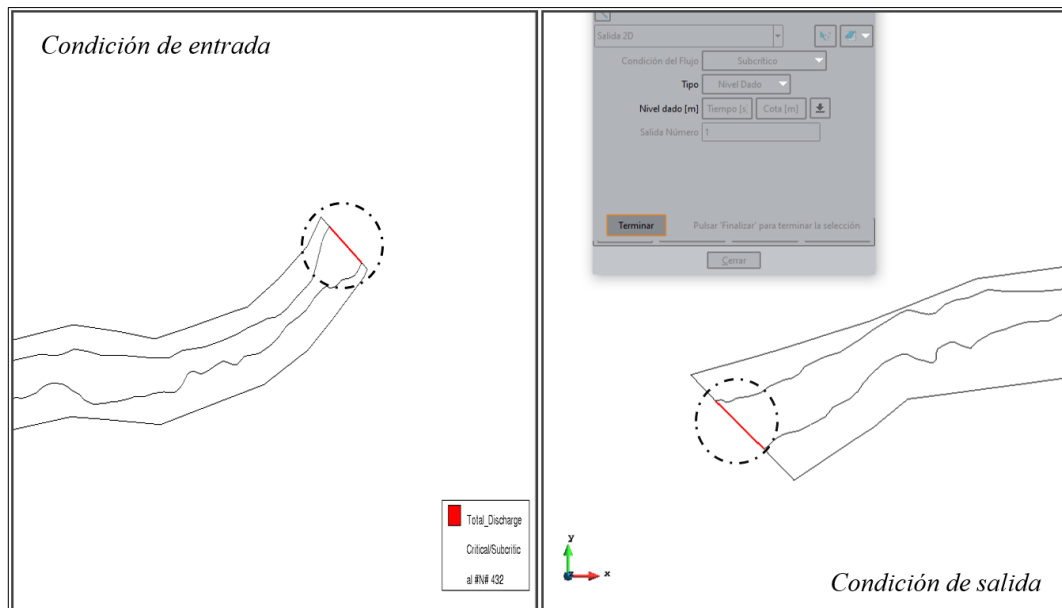 Condición de entrada
Total_Discharge
Critical/Subcritic
al #N# 432
Salida 2D
Condición del Flujo Subcrítico
Tipo Nivel Dado
Nivel dado [m] Tiempo [s] Cota [m]
Salida Número 1
Terminar Pulsar 'Finalizar' para terminar la selección
Cerrar
y
x
Condición de salida